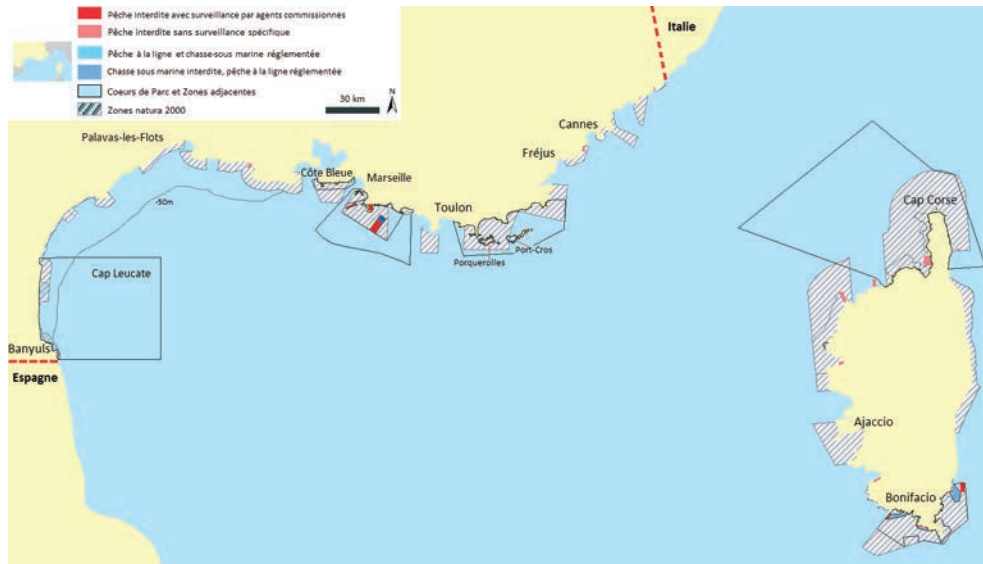 Pêche interdite avec surveillance par agents commissionnés
Pêche interdite sans surveillance spécifique
Pêche à la ligne et chasse-sous marine réglementée
Chasse sous marine interdite, pêche à la ligne réglementée
Coeurs de Parc et Zones adjacentes
Zones natura 2000
30 km
N
Italie
Cannes
Palavas-les-Flots
Fréjus
Côte Bleue
Marseille
Toulon
-50m
Cap Corse
Port-Cros
Porquerolles
Cap Leucate
Banyuls
Espagne
Ajaccio
Bonifacio